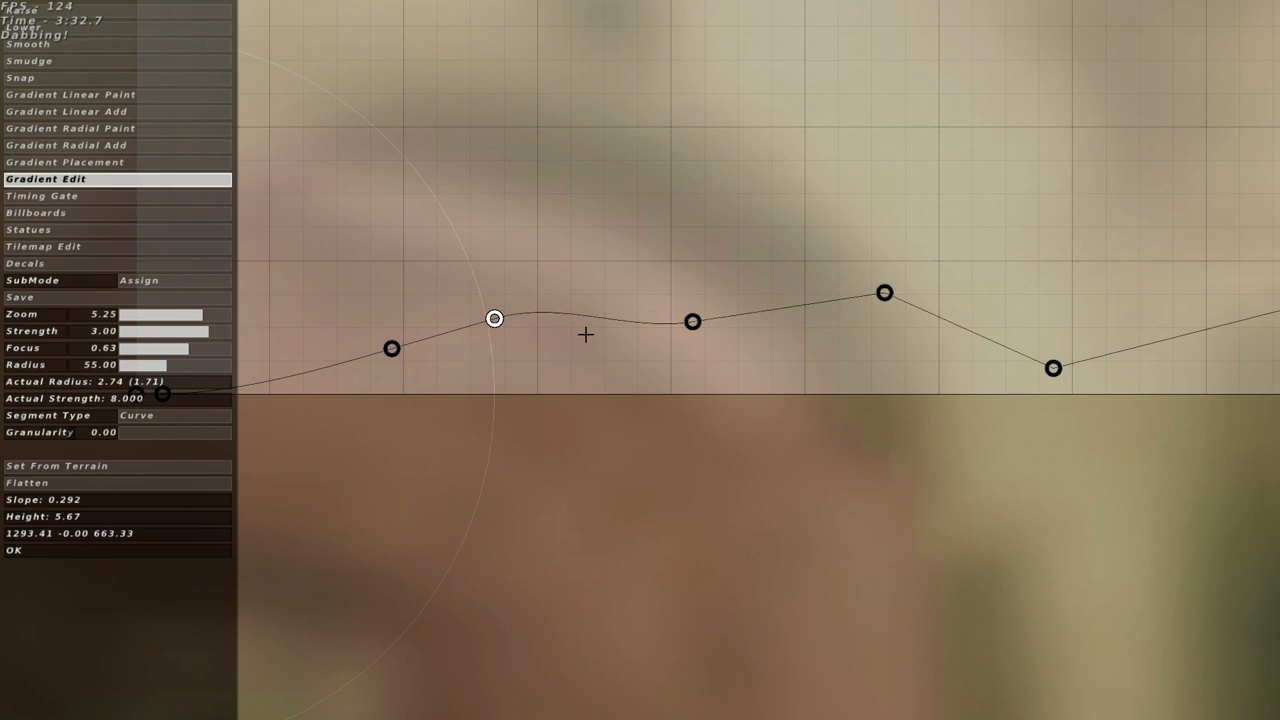 FPS - 124
Raise
Time - 3:32.7
Lower
Dabbing!
Smooth
Smudge
Snap
Gradient Linear Paint
Gradient Linear Add
Gradient Radial Paint
Gradient Radial Add
Gradient Placement
Gradient Edit
Timing Gate
Billboards
Statues
Tilemap Edit
Decals
SubMode Assign
Save
Zoom 5.25
Strength 3.00
Focus 0.63
Radius 55.00
Actual Radius: 2.74 (1.71)
Actual Strength: 8.000
Segment Type Curve
Granularity 0.00
Set From Terrain
Flatten
Slope: 0.292
Height: 5.67
1293.41 -0.00 663.33
OK